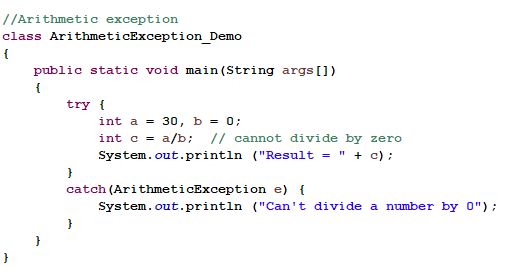 //Arithmetic exception
class ArithmeticException_Demo
{
    public static void main(String args[])
    {
        try {
            int a = 30, b = 0;
            int c = a/b;  // cannot divide by zero
            System.out.println ("Result = " + c);
        }
        catch(ArithmeticException e) {
            System.out.println ("Can't divide a number by 0");
        }
    }
}